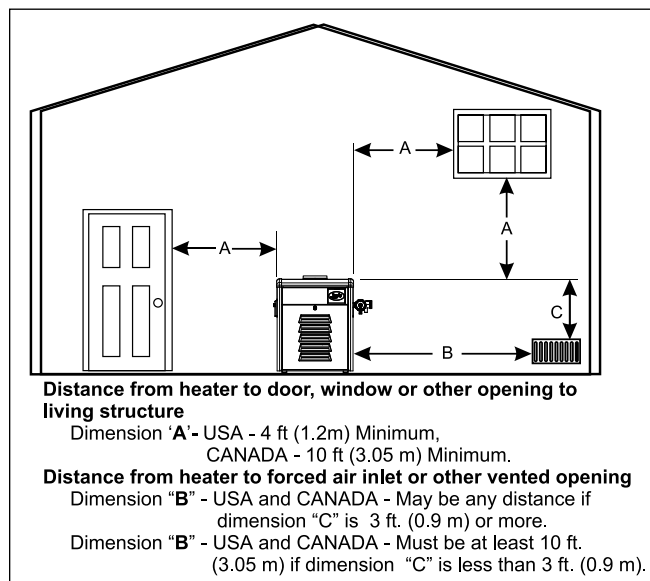 A
A
A
C
B
Distance from heater to door, window or other opening to
living structure
Dimension ‘A’- USA - 4 ft (1.2m) Minimum,
CANADA - 10 ft (3.05 m) Minimum.
Distance from heater to forced air inlet or other vented opening
Dimension “B” - USA and CANADA - May be any distance if
dimension “C” is 3 ft. (0.9 m) or more.
Dimension “B” - USA and CANADA - Must be at least 10 ft.
(3.05 m) if dimension “C” is less than 3 ft. (0.9 m).